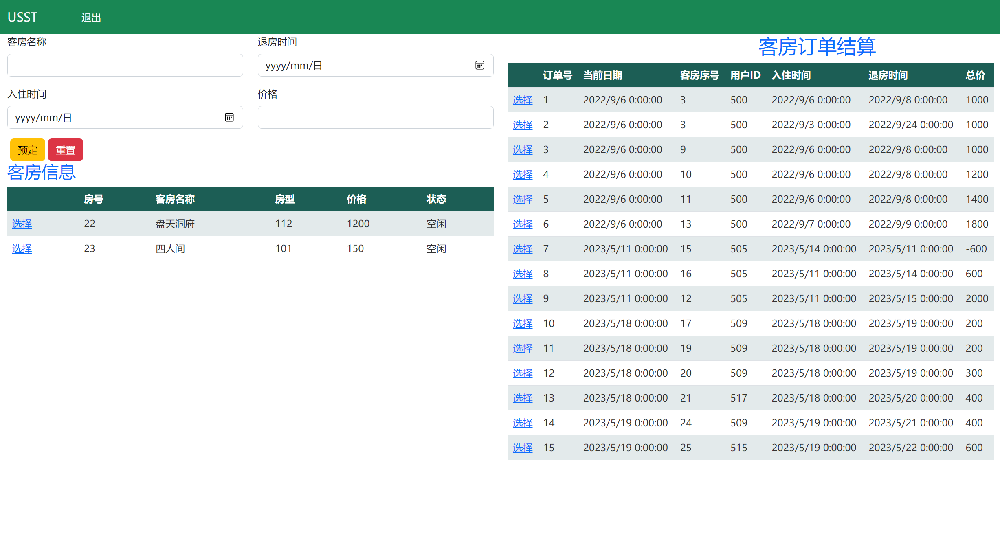 USST 退出
客房名称
退房时间
yyyy/mm/日
入住时间
价格
yyyy/mm/日
预定 重置
客房信息
房号 客房名称 房型 价格 状态
选择 22 盘天洞府 112 1200 空闲
选择 23 四人间 101 150 空闲
客房订单结算
订单号 当前日期 客房序号 用户ID 入住时间 退房时间 总价
选择 1 2022/9/6 0:00:00 3 500 2022/9/6 0:00:00 2022/9/8 0:00:00 1000
选择 2 2022/9/6 0:00:00 3 500 2022/9/3 0:00:00 2022/9/24 0:00:00 1000
选择 3 2022/9/6 0:00:00 9 500 2022/9/6 0:00:00 2022/9/8 0:00:00 1000
选择 4 2022/9/6 0:00:00 10 500 2022/9/6 0:00:00 2022/9/8 0:00:00 1200
选择 5 2022/9/6 0:00:00 11 500 2022/9/6 0:00:00 2022/9/8 0:00:00 1400
选择 6 2022/9/6 0:00:00 13 500 2022/9/7 0:00:00 2022/9/9 0:00:00 1800
选择 7 2023/5/11 0:00:00 15 505 2023/5/14 0:00:00 2023/5/11 0:00:00 -600
选择 8 2023/5/11 0:00:00 16 505 2023/5/11 0:00:00 2023/5/14 0:00:00 600
选择 9 2023/5/11 0:00:00 12 505 2023/5/11 0:00:00 2023/5/15 0:00:00 2000
选择 10 2023/5/18 0:00:00 17 509 2023/5/18 0:00:00 2023/5/19 0:00:00 200
选择 11 2023/5/18 0:00:00 19 509 2023/5/18 0:00:00 2023/5/19 0:00:00 200
选择 12 2023/5/18 0:00:00 20 509 2023/5/18 0:00:00 2023/5/19 0:00:00 300
选择 13 2023/5/18 0:00:00 21 517 2023/5/18 0:00:00 2023/5/20 0:00:00 400
选择 14 2023/5/19 0:00:00 24 509 2023/5/19 0:00:00 2023/5/21 0:00:00 400
选择 15 2023/5/19 0:00:00 25 515 2023/5/19 0:00:00 2023/5/22 0:00:00 600